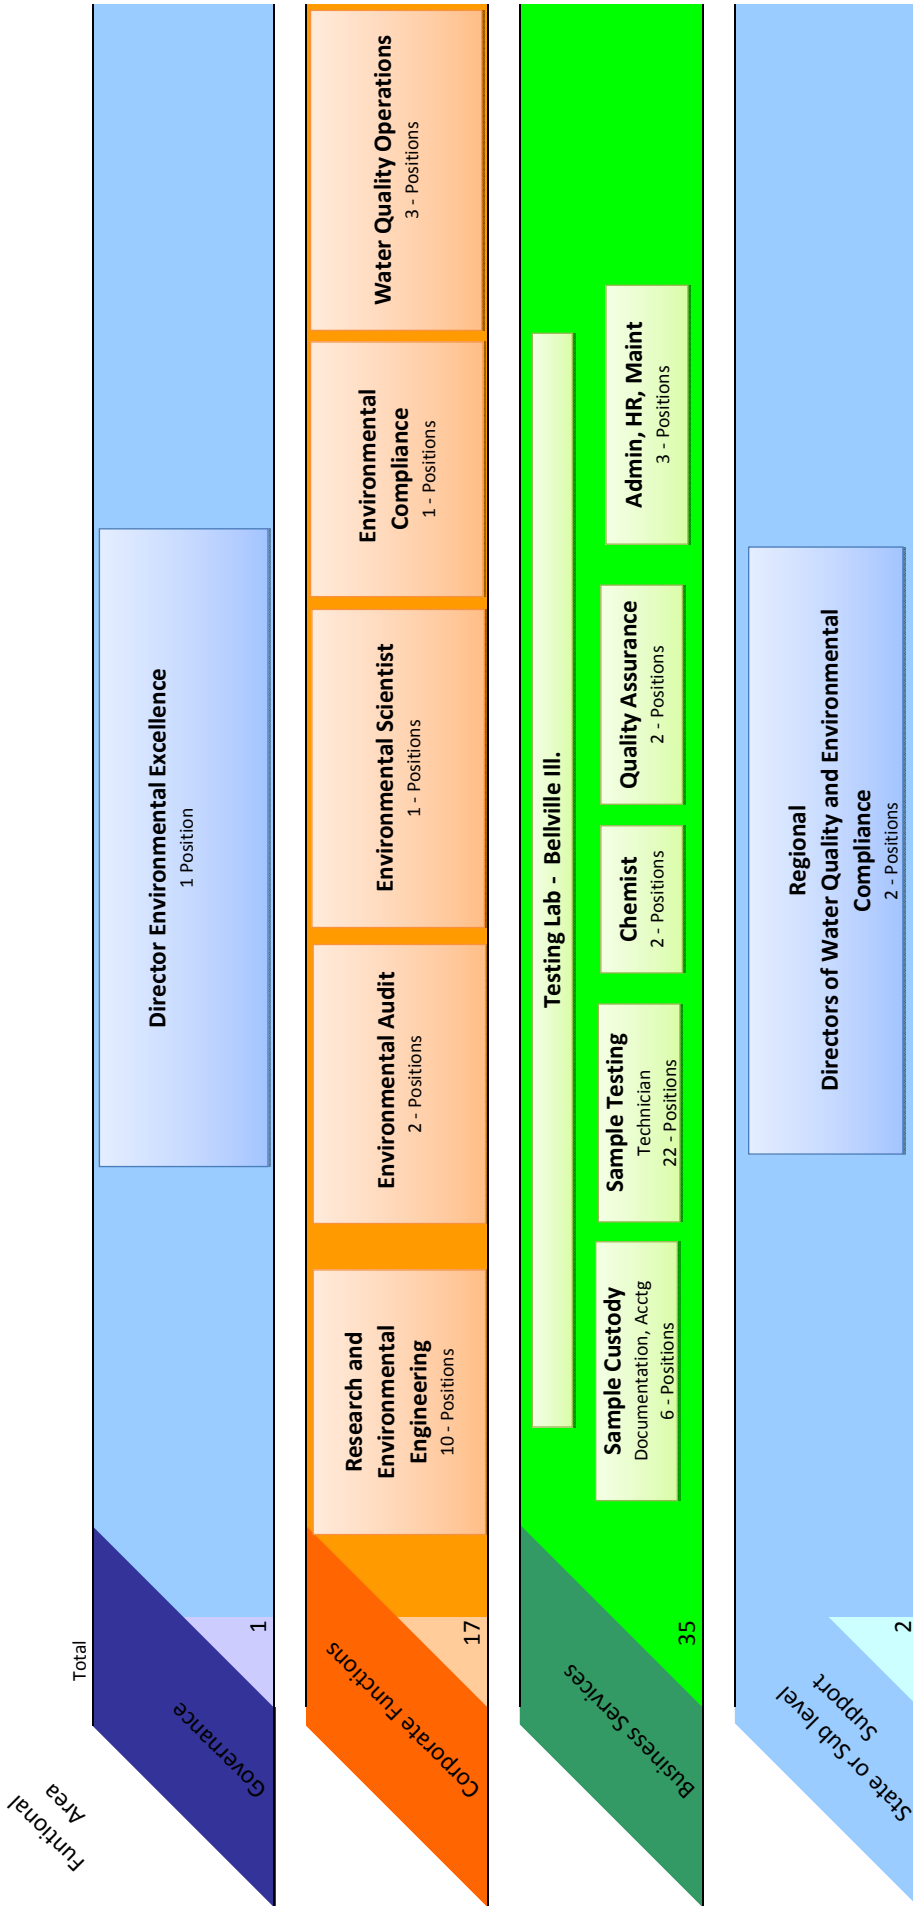 Funtional
Area
Total
Governance
1
Director Environmental Excellence
1 Position
Corporate Functions
17
Research and
Environmental
Engineering
10 - Positions
Environmental Audit
2 - Positions
Environmental Scientist
1 - Positions
Environmental
Compliance
1 - Positions
Water Quality Operations
3 - Positions
Business Services
35
Testing Lab - Bellville Ill.
Sample Custody
Documentation, Acctg
6 - Positions
Sample Testing
Technician
22 - Positions
Chemist
2 - Positions
Quality Assurance
2 - Positions
Admin, HR, Maint
3 - Positions
State or Sub level
Support
2
Regional
Directors of Water Quality and Environmental
Compliance
2 - Positions